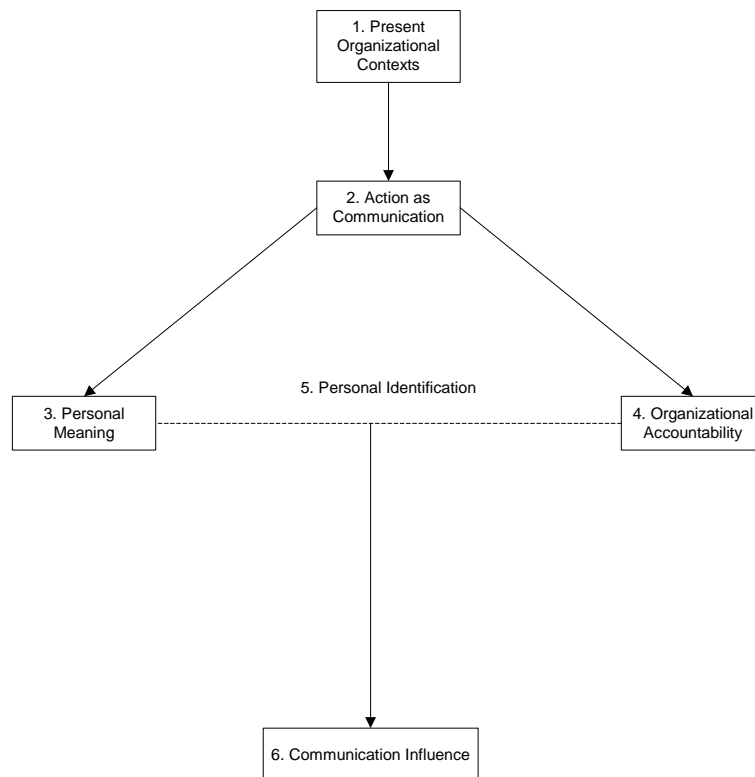 1. Present
Organizational
Contexts
2. Action as
Communication
5. Personal Identification
3. Personal
Meaning
4. Organizational
Accountability
6. Communication Influence